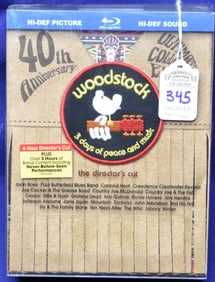 HI-DEF PICTURE
HI-DEF SOUND
40th
Anniversary
345
woodstock
3 days of peace and music
the director's cut
4-Hour Director's Cut
PLUS
Over 3 Hours of
Bonus Content Including
Never-Before-Seen
Performances
Joan Baez Paul Butterfield Blues Band Canned Heat Creedence Clearwater Revival
Joe Cocker & the Grease Band Country Joe McDonald Country Joe and the Fish
Crosby, Stills & Nash Grateful Dead Arlo Guthrie Richie Havens Jimi Hendrix
Jefferson Airplane Janis Joplin Mountain Santana John Sebastian Sha Na Na
Sly & The Family Stone Ten Years After The Who Johnny Winter